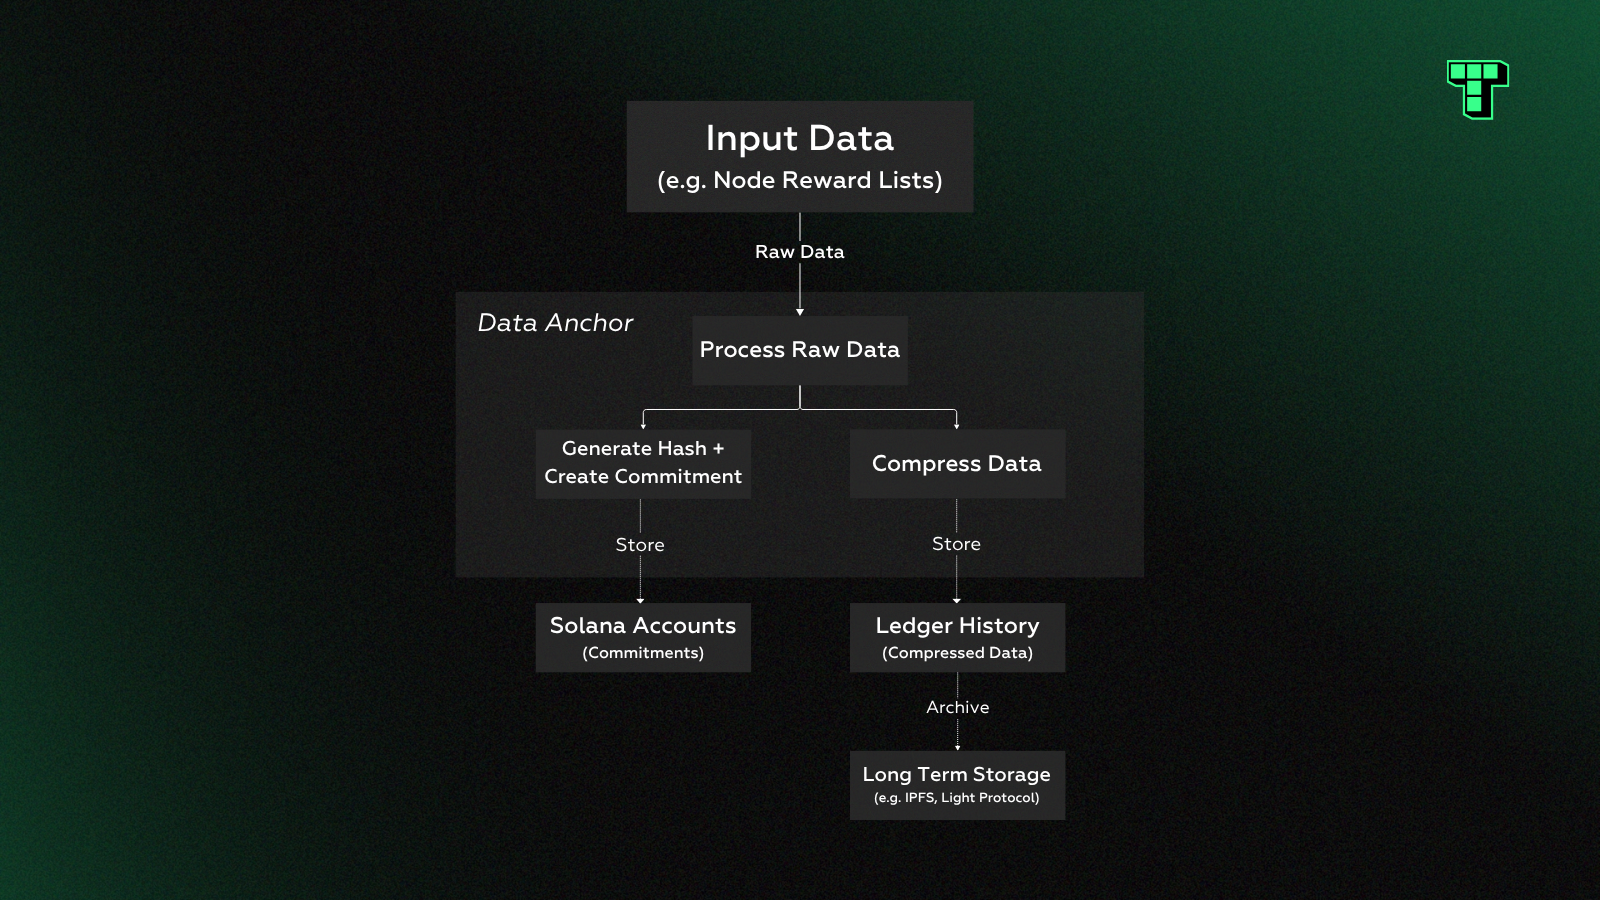 Input Data
(e.g. Node Reward Lists)
Raw Data
Data Anchor
Process Raw Data
Generate Hash +
Create Commitment
Compress Data
Store
Store
Solana Accounts
(Commitments)
Ledger History
(Compressed Data)
Archive
Long Term Storage
(e.g. IPFS, Light Protocol)